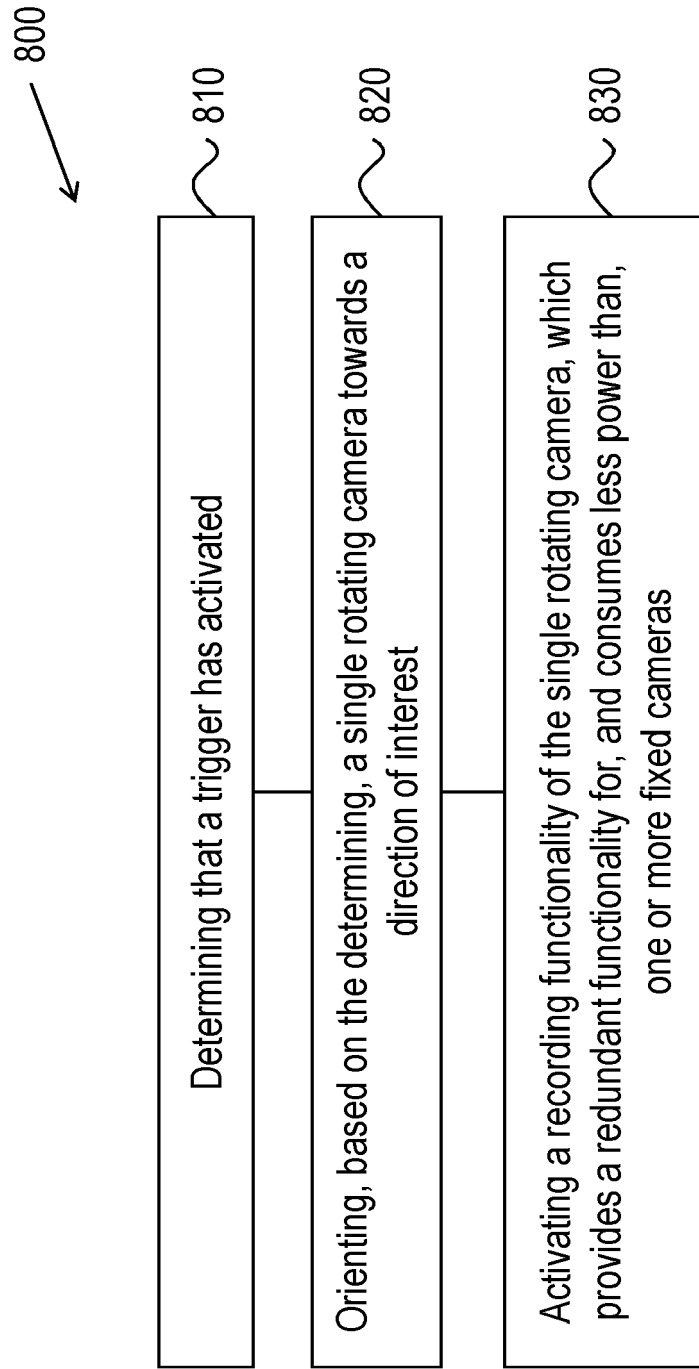 800
Determining that a trigger has activated
810
Orienting, based on the determining, a single rotating camera towards a
direction of interest
820
Activating a recording functionality of the single rotating camera, which
provides a redundant functionality for, and consumes less power than,
one or more fixed cameras
830